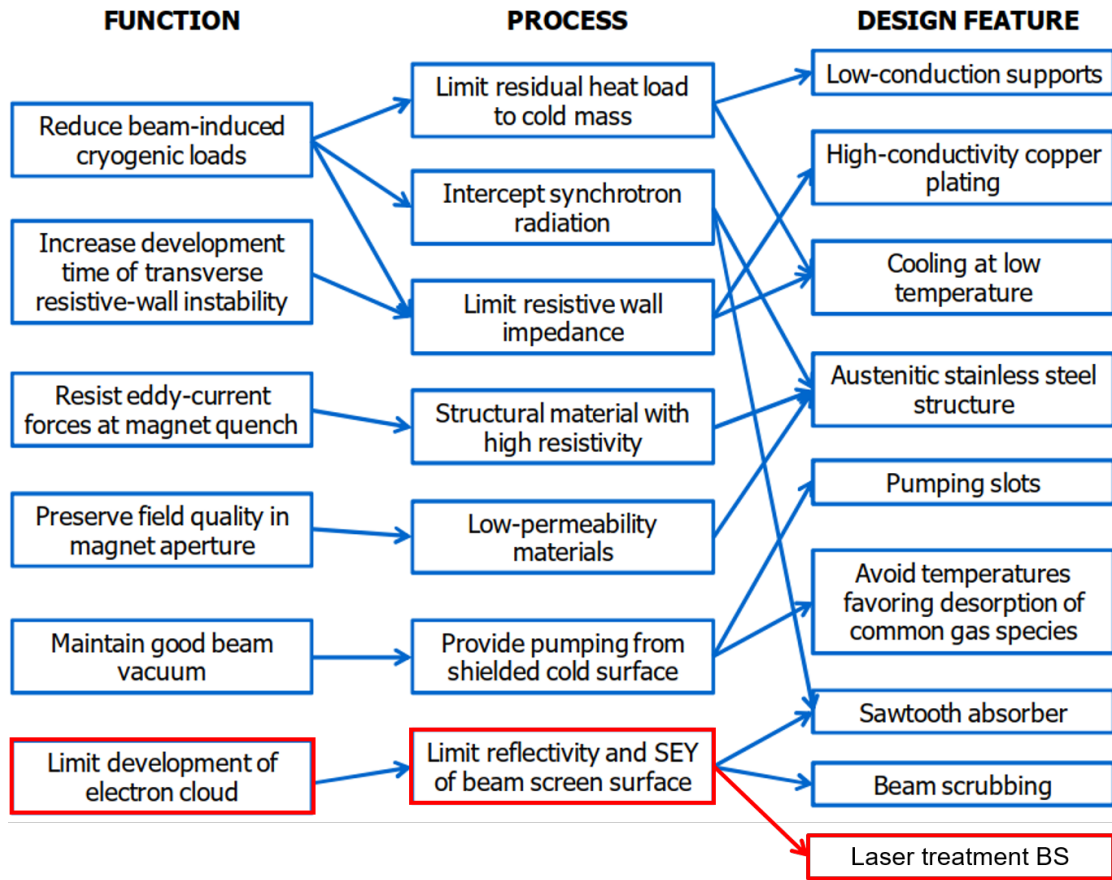 FUNCTION
PROCESS
DESIGN FEATURE
Reduce beam-induced
cryogenic loads
Increase development
time of transverse
resistive-wall instability
Resist eddy-current
forces at magnet quench
Preserve field quality in
magnet aperture
Maintain good beam
vacuum
Limit development of
electron cloud
Limit residual heat load
to cold mass
Intercept synchrotron
radiation
Limit resistive wall
impedance
Structural material with
high resistivity
Low-permeability
materials
Provide pumping from
shielded cold surface
Limit reflectivity and SEY
of beam screen surface
Low-conduction supports
High-conductivity copper
plating
Cooling at low
temperature
Austenitic stainless steel
structure
Pumping slots
Avoid temperatures
favoring desorption of
common gas species
Sawtooth absorber
Beam scrubbing
Laser treatment BS